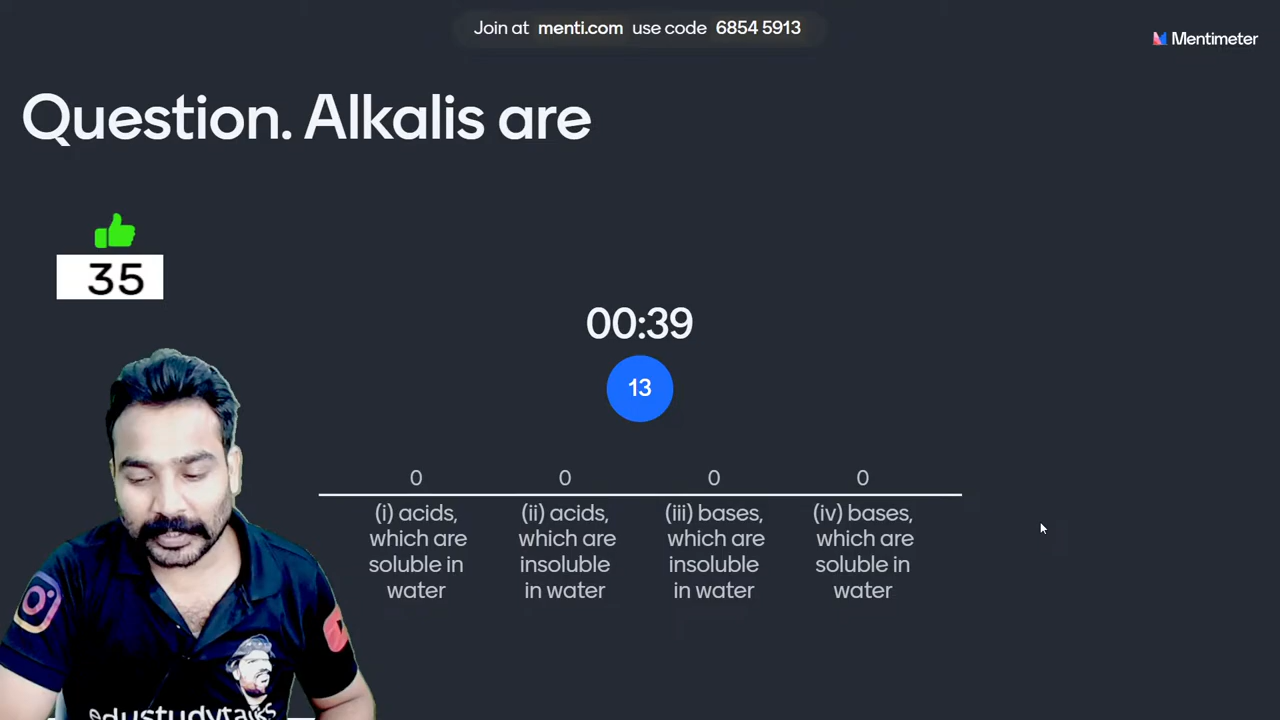 Join at menti.com use code 6854 5913
Mentimeter
Question. Alkalis are
35
00:39
13
0 0 0 0
(i) acids,
which are
soluble in
water
(ii) acids,
which are
insoluble
in water
(iii) bases,
which are
insoluble
in water
(iv) bases,
which are
soluble in
water
edustudytalks